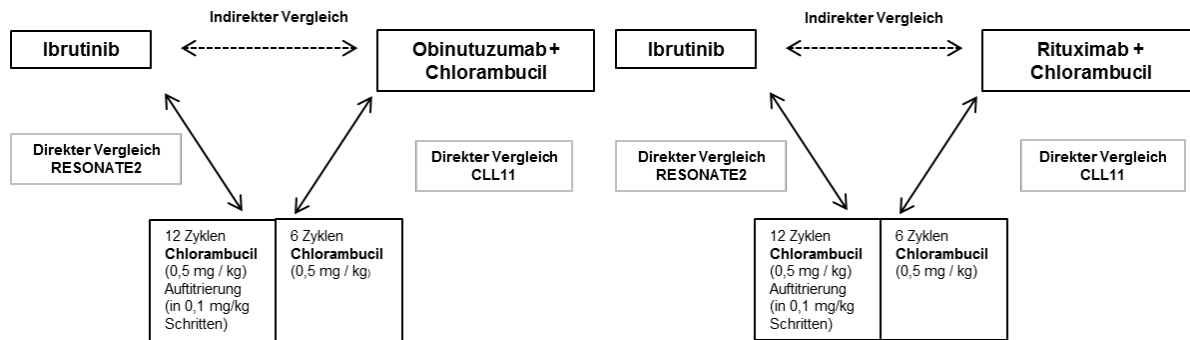 Indirekter Vergleich
Ibrutinib
Obinutuzumab +
Chlorambucil
Direkter Vergleich
RESONATE2
Direkter Vergleich
CLL11
12 Zyklen
Chlorambucil
(0,5 mg / kg)
Auftitrierung
(in 0,1 mg/kg
Schritten)
6 Zyklen
Chlorambucil
(0,5 mg / kg)
Indirekter Vergleich
Ibrutinib
Rituximab +
Chlorambucil
Direkter Vergleich
RESONATE2
Direkter Vergleich
CLL11
12 Zyklen
Chlorambucil
(0,5 mg / kg)
Auftitrierung
(in 0,1 mg/kg
Schritten)
6 Zyklen
Chlorambucil
(0,5 mg / kg)